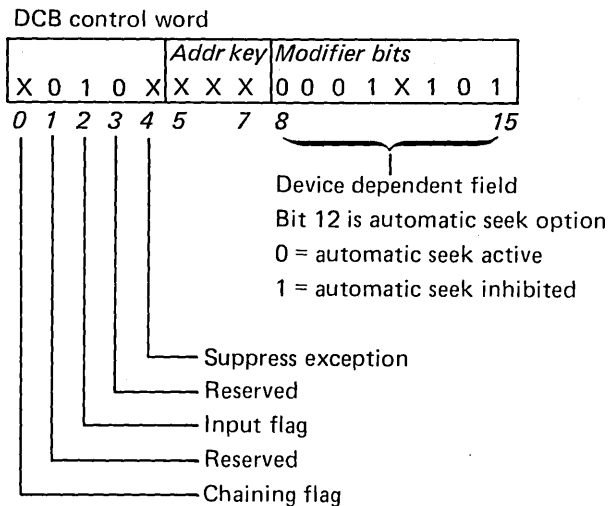 DCB control word
Addr key Modifier bits
X 0 1 0 X X X X 0 0 0 1 X 1 0 1
0 1 2 3 4 5 7 8 15
Device dependent field
Bit 12 is automatic seek option
0 = automatic seek active
1 = automatic seek inhibited
Suppress exception
Reserved
Input flag
Reserved
Chaining flag